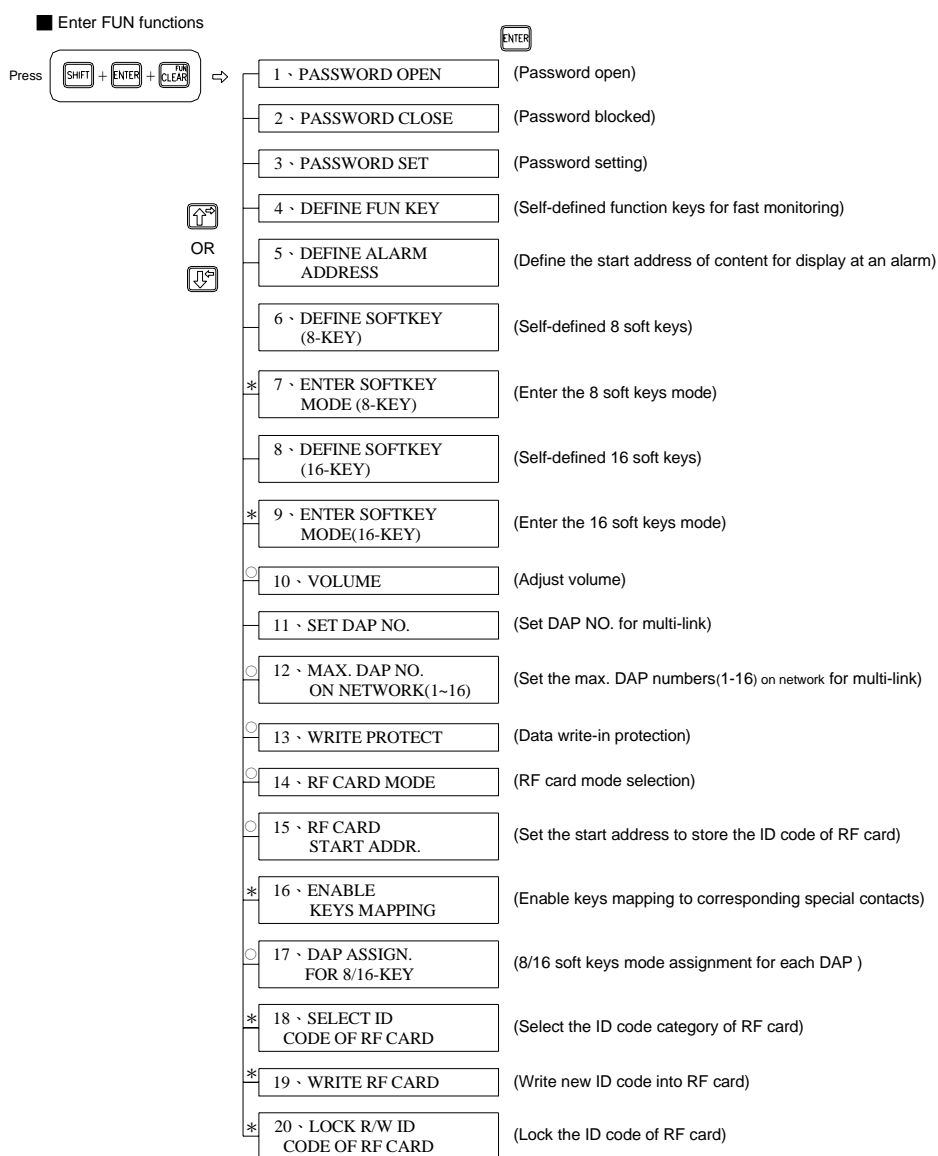 ■ Enter FUN functions
ENTER
Press SHIFT + ENTER + FUN CLEAR ⇨
1、PASSWORD OPEN (Password open)
2、PASSWORD CLOSE (Password blocked)
3、PASSWORD SET (Password setting)
4、DEFINE FUN KEY (Self-defined function keys for fast monitoring)
OR
5、DEFINE ALARM
ADDRESS (Define the start address of content for display at an alarm)
6、DEFINE SOFTKEY
(8-KEY) (Self-defined 8 soft keys)
* 7、ENTER SOFTKEY
MODE (8-KEY) (Enter the 8 soft keys mode)
8、DEFINE SOFTKEY
(16-KEY) (Self-defined 16 soft keys)
* 9、ENTER SOFTKEY
MODE(16-KEY) (Enter the 16 soft keys mode)
○ 10、VOLUME (Adjust volume)
11、SET DAP NO. (Set DAP NO. for multi-link)
○ 12、MAX. DAP NO.
ON NETWORK(1~16) (Set the max. DAP numbers(1-16) on network for multi-link)
○ 13、WRITE PROTECT (Data write-in protection)
○ 14、RF CARD MODE (RF card mode selection)
○ 15、RF CARD
START ADDR. (Set the start address to store the ID code of RF card)
* 16、ENABLE
KEYS MAPPING (Enable keys mapping to corresponding special contacts)
○ 17、DAP ASSIGN.
FOR 8/16-KEY (8/16 soft keys mode assignment for each DAP )
* 18、SELECT ID
CODE OF RF CARD (Select the ID code category of RF card)
* 19、WRITE RF CARD (Write new ID code into RF card)
* 20、LOCK R/W ID
CODE OF RF CARD (Lock the ID code of RF card)